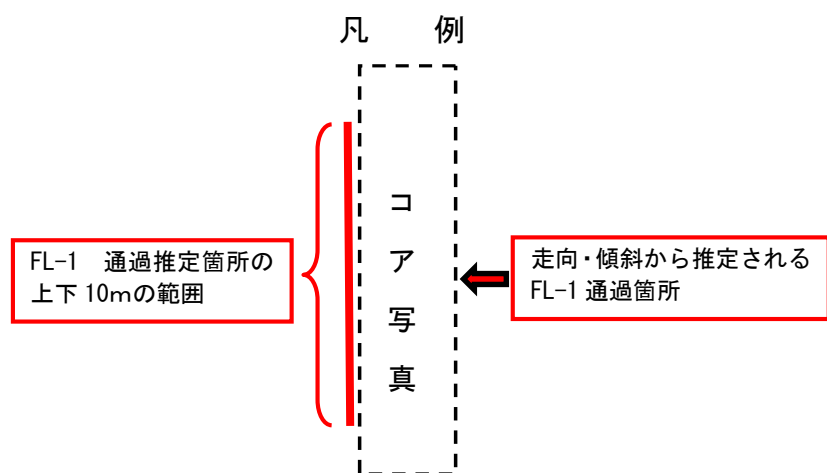 凡　例
コア写真
FL-1　通過推定箇所の
上下 10mの範囲
走向・傾斜から推定される
FL-1 通過箇所